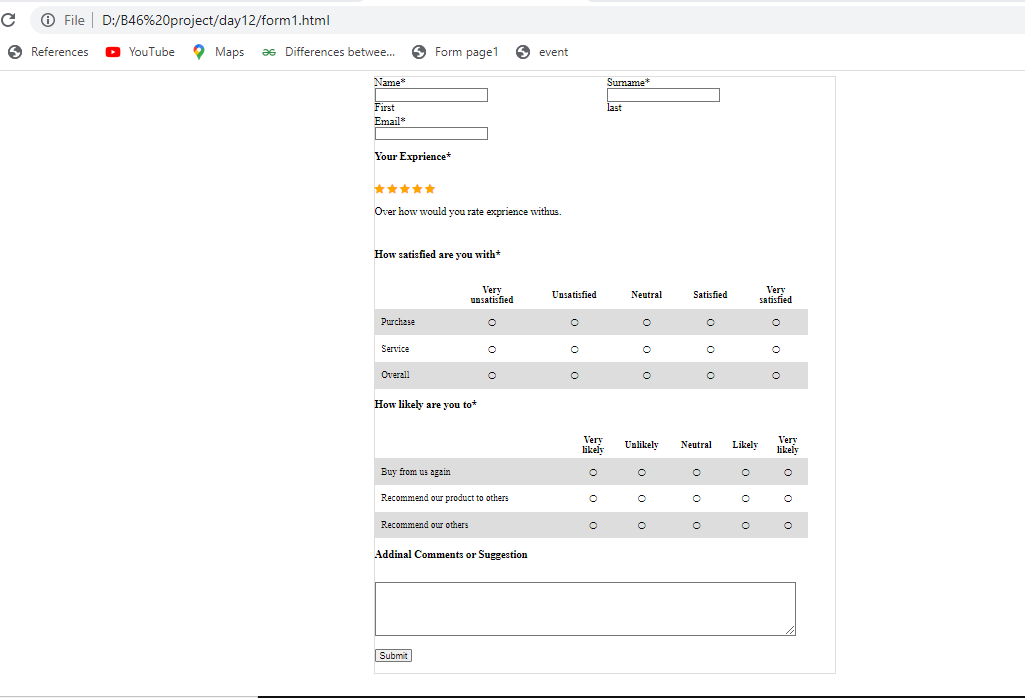 File D:/B46%20project/day12/form1.html
References YouTube Maps Differences betwee... Form page1 event
Name* Surname*
First last
Email*
Your Exprience*
Over how would you rate exprience withus.
How satisfied are you with*
Very unsatisfied Unsatisfied Neutral Satisfied Very satisfied
Purchase
Service
Overall
How likely are you to*
Very likely Unlikely Neutral Likely Very likely
Buy from us again
Recommend our product to others
Recommend our others
Addinal Comments or Suggestion
Submit